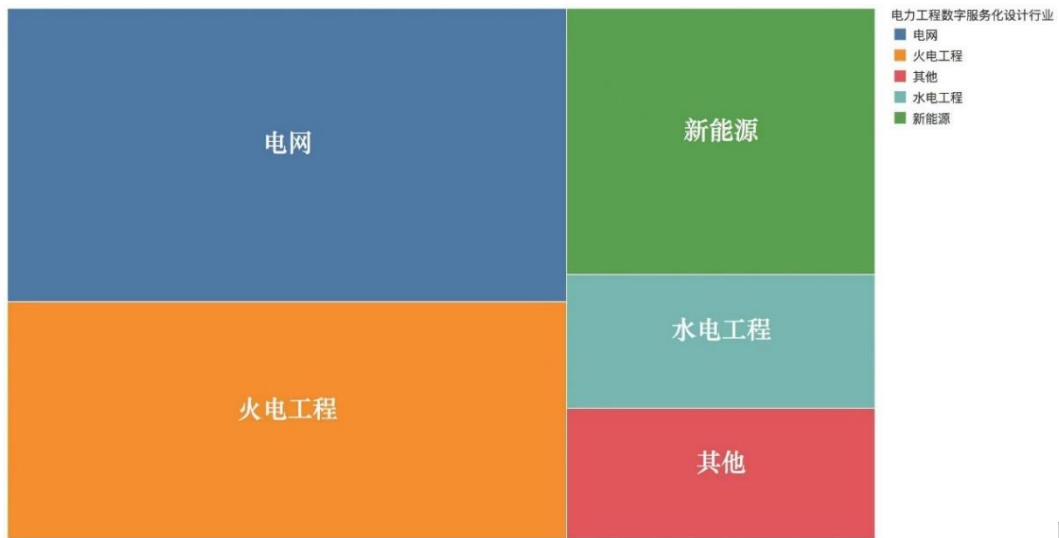 电网
火电工程
新能源
水电工程
其他
电力工程数字服务化设计行业
电网
火电工程
其他
水电工程
新能源